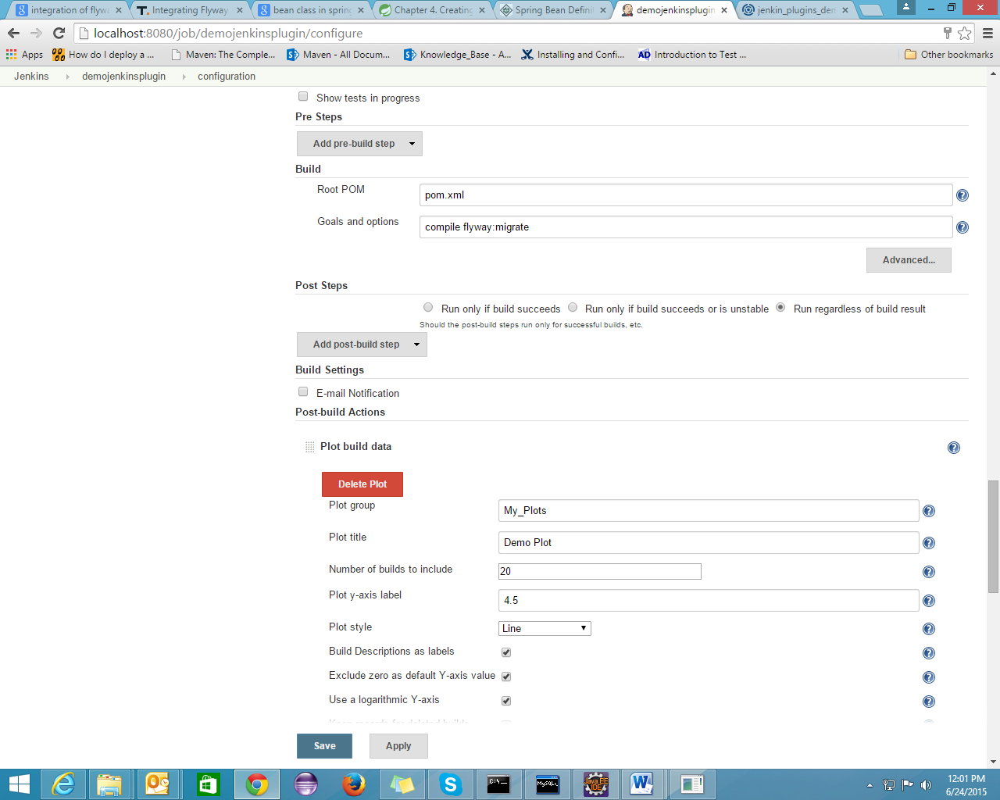 integration of flywa
Integrating Flyway
bean class in spring
Chapter 4. Creating
Spring Bean Definit
demojenkinsplugin
jenkin_plugins_dem
localhost:8080/job/demojenkinsplugin/configure
Apps
How do I deploy a ...
Maven: The Comple...
Maven - All Docum...
Knowledge_Base - A...
Installing and Confi...
Introduction to Test ...
Other bookmarks
Jenkins
demojenkinsplugin
configuration
Show tests in progress
Pre Steps
Add pre-build step
Build
Root POM
pom.xml
Goals and options
compile flyway:migrate
Advanced...
Post Steps
Run only if build succeeds
Run only if build succeeds or is unstable
Run regardless of build result
Should the post-build steps run only for successful builds, etc.
Add post-build step
Build Settings
E-mail Notification
Post-build Actions
Plot build data
Delete Plot
Plot group
My_Plots
Plot title
Demo Plot
Number of builds to include
20
Plot y-axis label
4.5
Plot style
Line
Build Descriptions as labels
Exclude zero as default Y-axis value
Use a logarithmic Y-axis
Keep records for deleted builds
Save
Apply
12:01 PM
6/24/2015